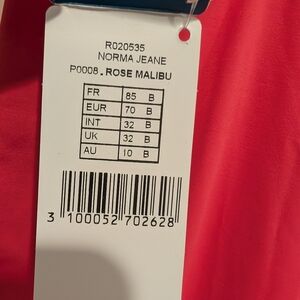 R020535
NORMA JEANE
P0008. ROSE MALIBU
FR 85 B
EUR 70 B
INT 32 B
UK 32 B
AU 10 B
3 100052 702628